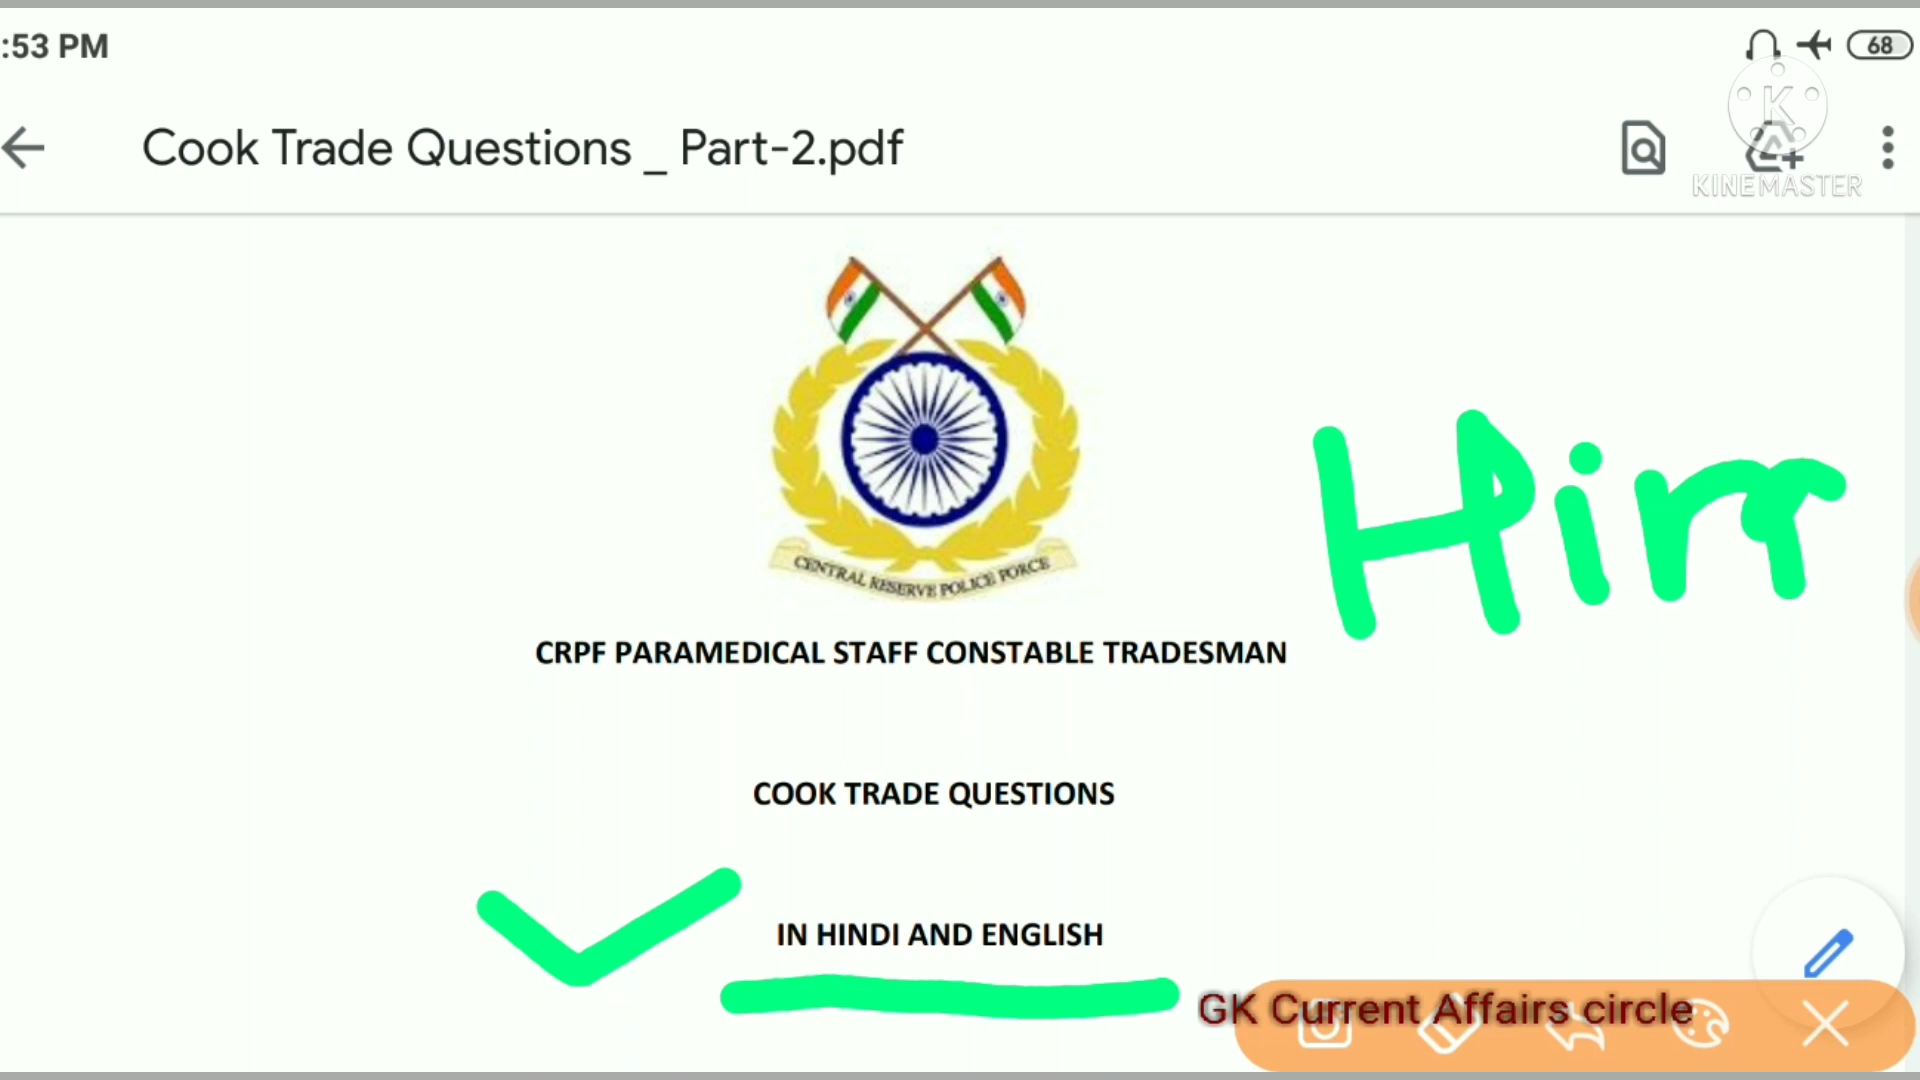 :53 PM
68
Cook Trade Questions _ Part-2.pdf
K
KINEMASTER
CENTRAL RESERVE POLICE FORCE
CRPF PARAMEDICAL STAFF CONSTABLE TRADESMAN
COOK TRADE QUESTIONS
IN HINDI AND ENGLISH
GK Current Affairs circle